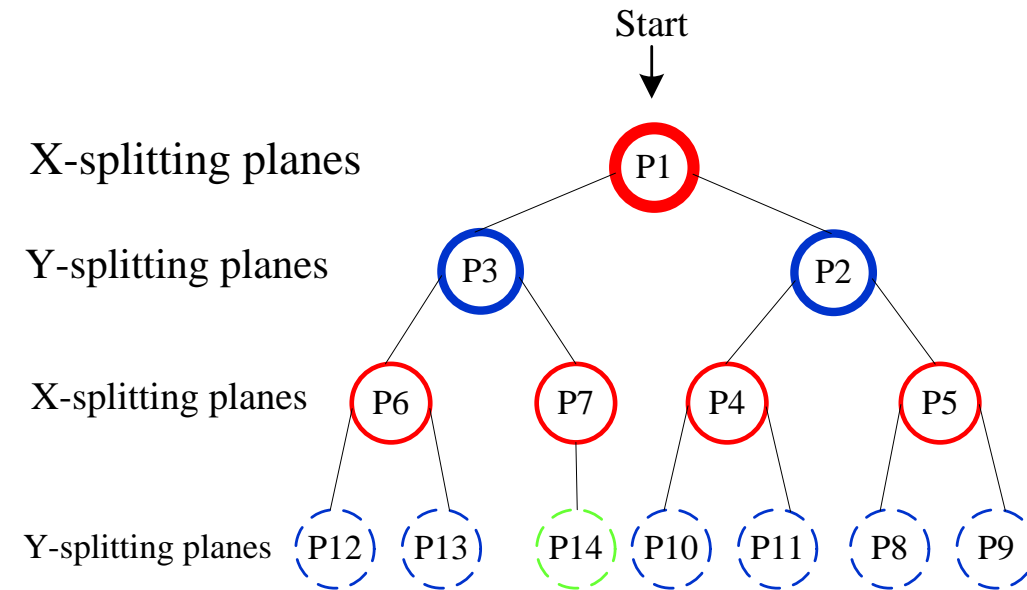 Start
X-splitting planes
P1
Y-splitting planes
P3
P2
X-splitting planes
P6
P7
P4
P5
Y-splitting planes
P12
P13
P14
P10
P11
P8
P9